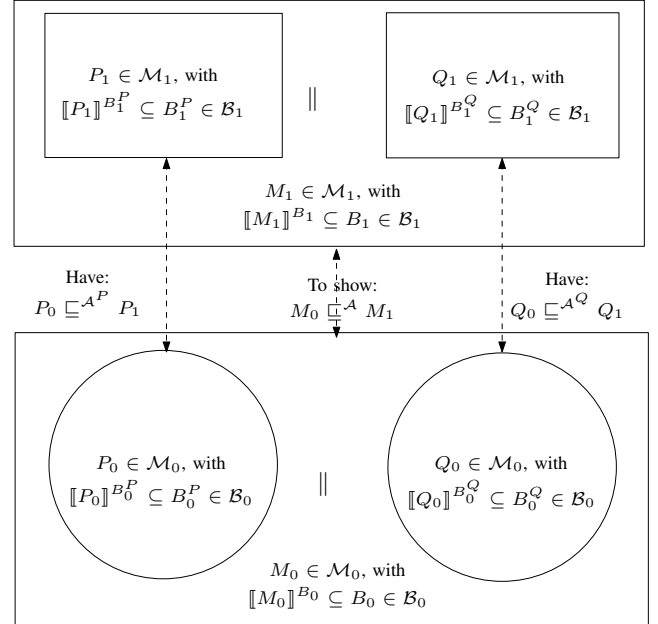 P₁ ∈ ℳ₁, with
⟦P₁⟧^{B₁^P} ⊆ B₁^P ∈ ℬ₁
∥
Q₁ ∈ ℳ₁, with
⟦Q₁⟧^{B₁^Q} ⊆ B₁^Q ∈ ℬ₁
M₁ ∈ ℳ₁, with
⟦M₁⟧^{B₁} ⊆ B₁ ∈ ℬ₁
Have:
P₀ ⊑^{𝒜^P} P₁
To show:
M₀ ⊑^{𝒜} M₁
Have:
Q₀ ⊑^{𝒜^Q} Q₁
P₀ ∈ ℳ₀, with
⟦P₀⟧^{B₀^P} ⊆ B₀^P ∈ ℬ₀
∥
Q₀ ∈ ℳ₀, with
⟦Q₀⟧^{B₀^Q} ⊆ B₀^Q ∈ ℬ₀
M₀ ∈ ℳ₀, with
⟦M₀⟧^{B₀} ⊆ B₀ ∈ ℬ₀